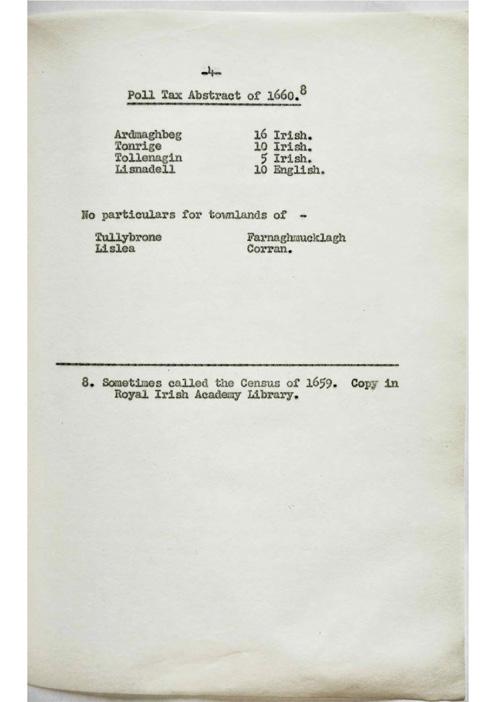 -4-
Poll Tax Abstract of 1660.8
Ardmaghbeg 16 Irish.
Tonrige 10 Irish.
Tollenagin 5 Irish.
Lisnadell 10 English.
No particulars for townlands of -
Tullybrone Farnaghmucklagh
Lislea Corran.
8. Sometimes called the Census of 1659. Copy in
Royal Irish Academy Library.